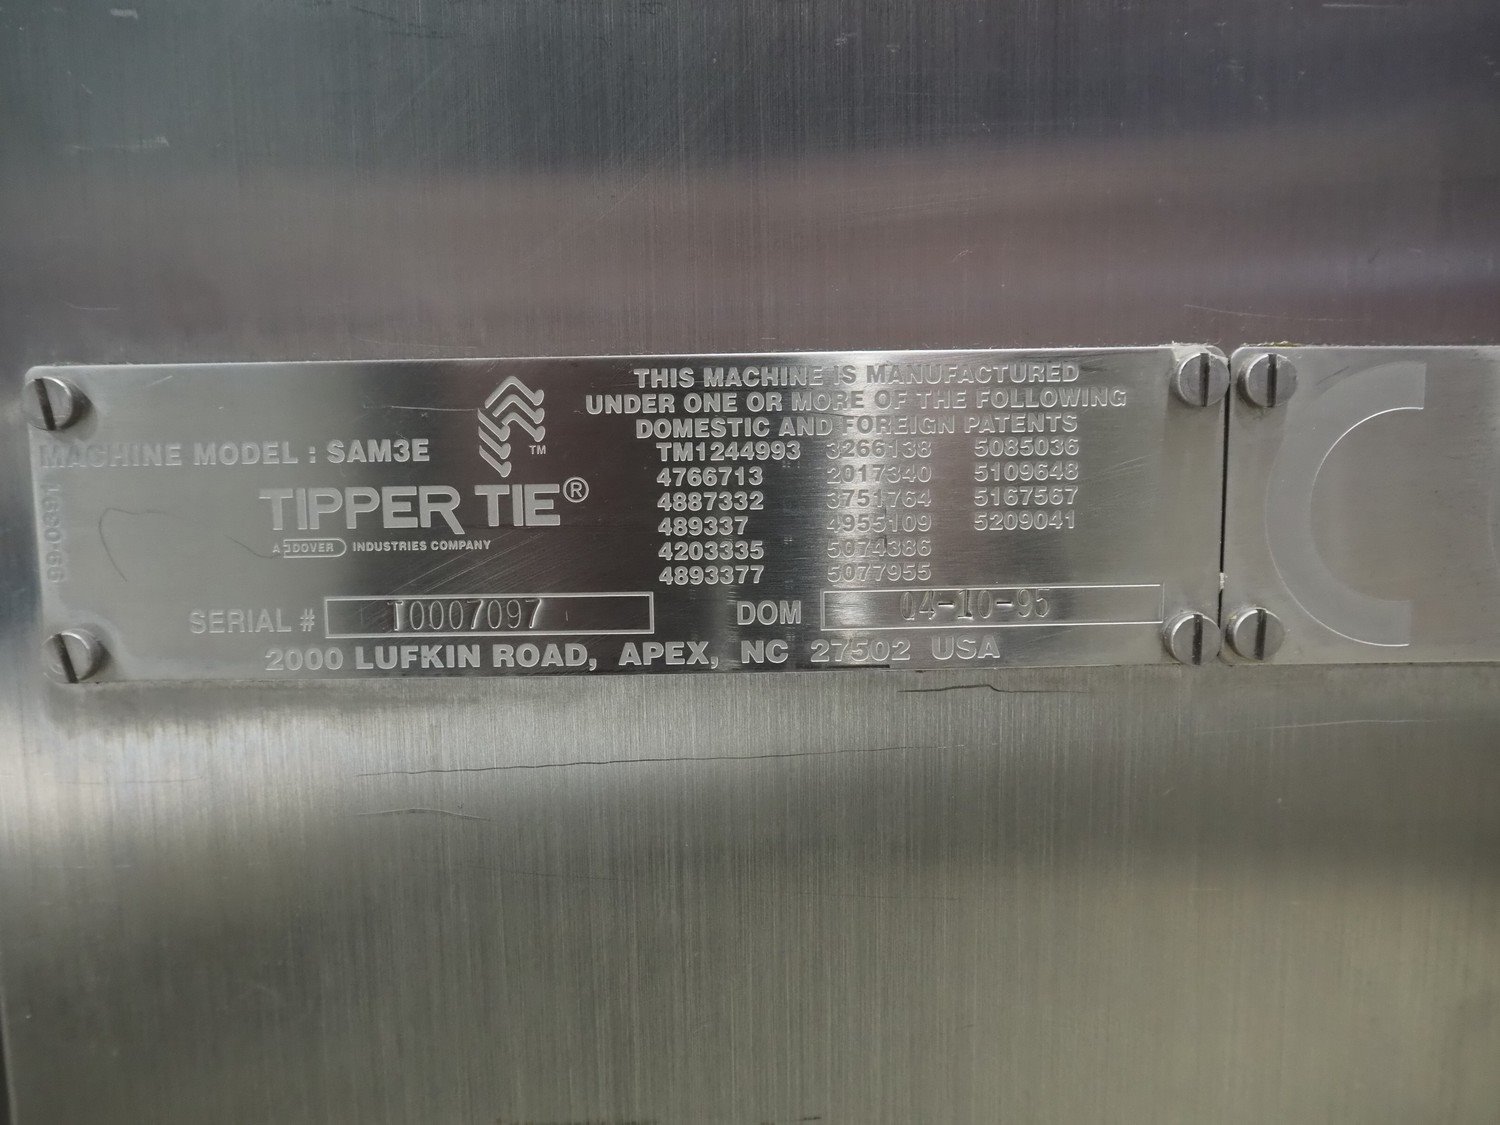 THIS MACHINE IS MANUFACTURED
UNDER ONE OR MORE OF THE FOLLOWING
DOMESTIC AND FOREIGN PATENTS
MACHINE MODEL : SAM3E
TM
TIPPER TIE®
A DOVER INDUSTRIES COMPANY
TM1244993 3266138 5085036
4766713 2017340 5109648
4887332 3751764 5167567
489337 4955109 5209041
4203335 5074386
4893377 5077955
SERIAL # T0007097 DOM 04-10-95
2000 LUFKIN ROAD, APEX, NC 27502 USA